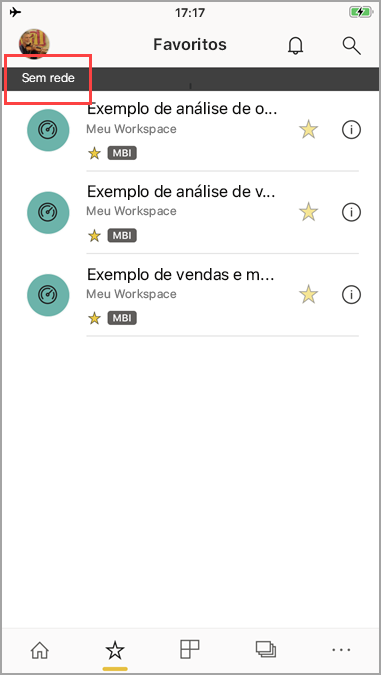 17:17
Favoritos
Sem rede
Exemplo de análise de o...
Meu Workspace
MBI
Exemplo de análise de v...
Meu Workspace
MBI
Exemplo de vendas e m...
Meu Workspace
MBI